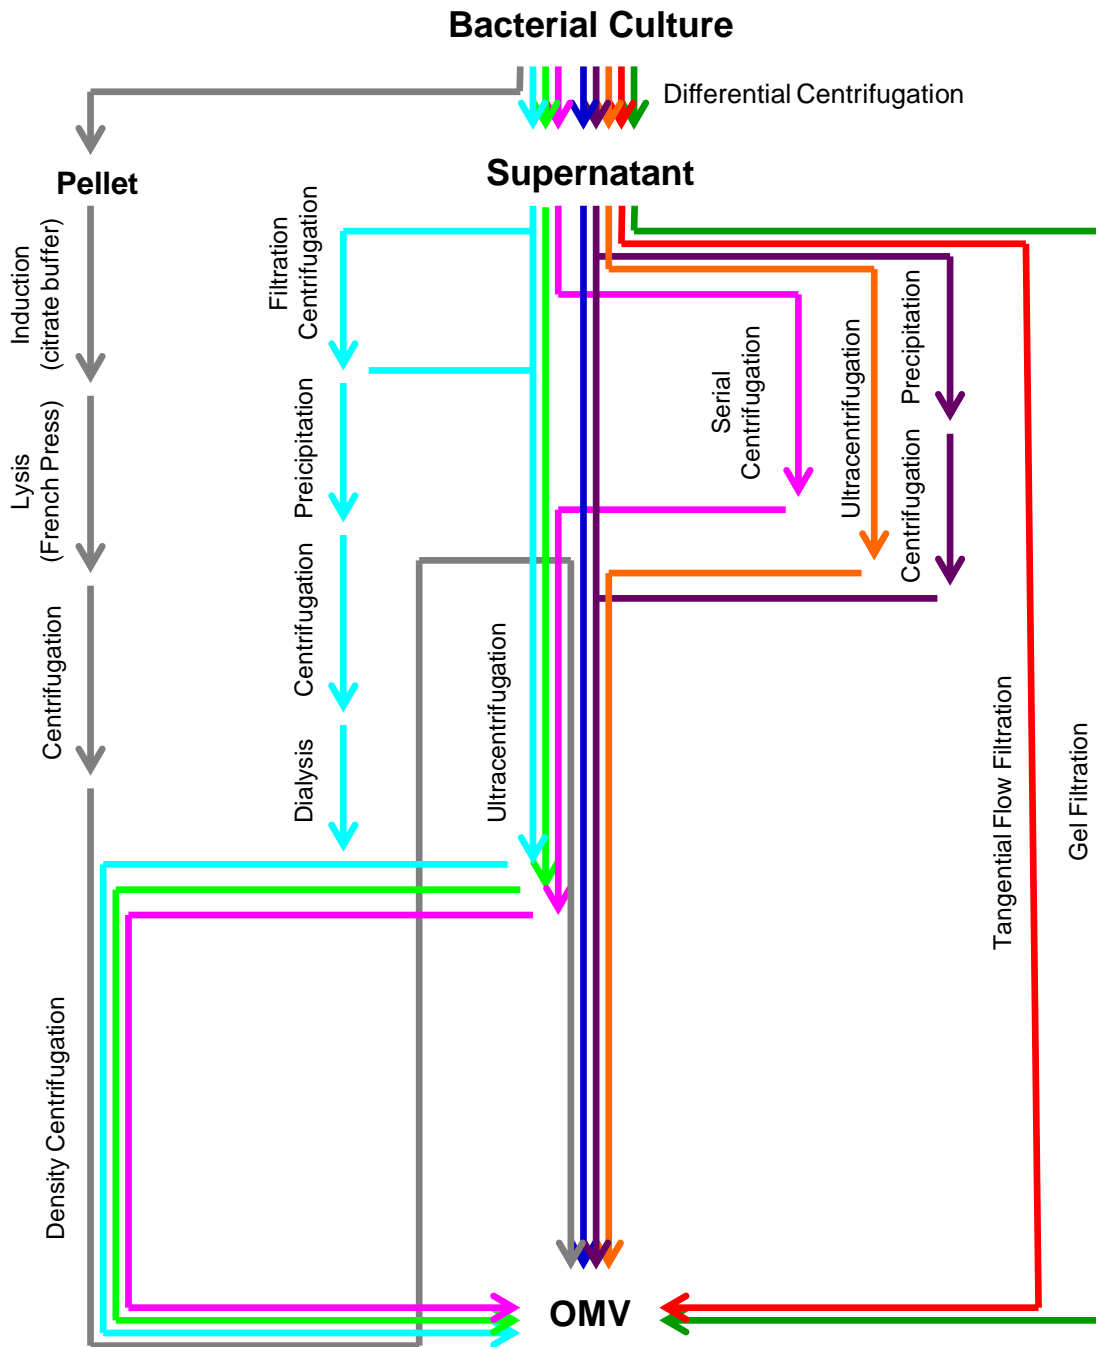 Bacterial Culture
Differential Centrifugation
Pellet
Supernatant
Induction
(citrate buffer)
Lysis
(French Press)
Centrifugation
Density Centrifugation
Filtration
Centrifugation
Preicipitation
Centrifugation
Dialysis
Ultracentrifugation
Serial
Centrifugation
Ultracentrifugation
Precipitation
Centrifugation
Tangential Flow Filtration
Gel Filtration
OMV